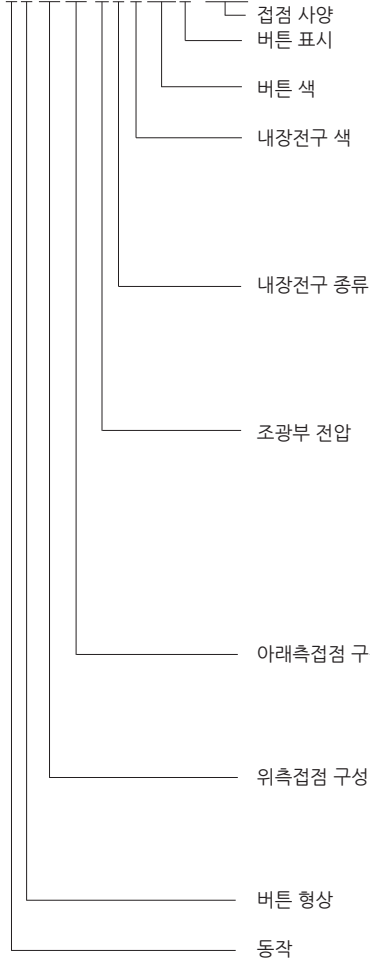 접점 사양
버튼 표시
버튼 색
내장전구 색
내장전구 종류
조광부 전압
아래측접점 구
위측접점 구성
버튼 형상
동작